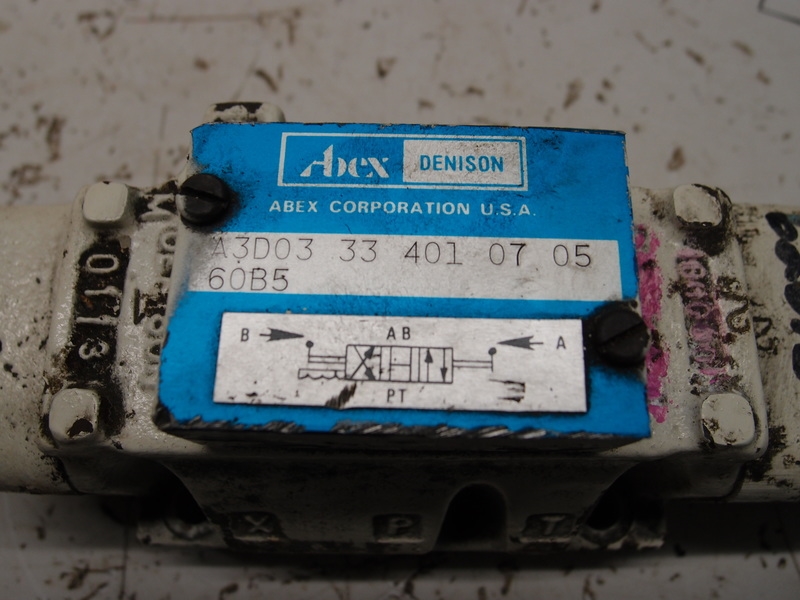 Abex DENISON
ABEX CORPORATION U.S.A.
A3D03 33 401 07 05
60B5
B AB A
PT
X P T